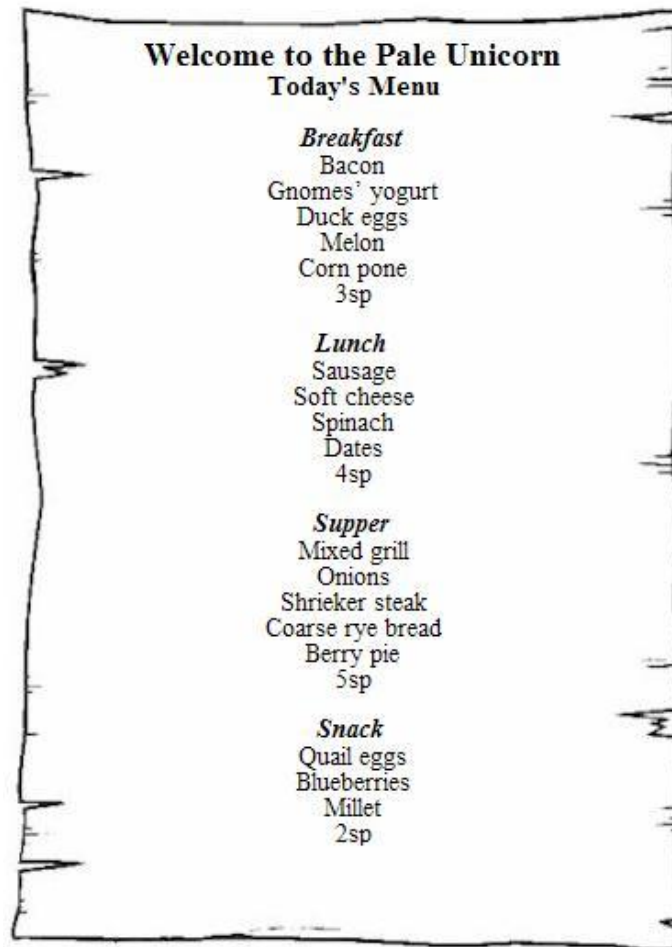 Welcome to the Pale Unicorn
Today's Menu
Breakfast
Bacon
Gnomes’ yogurt
Duck eggs
Melon
Corn pone
3sp
Lunch
Sausage
Soft cheese
Spinach
Dates
4sp
Supper
Mixed grill
Onions
Shrieker steak
Coarse rye bread
Berry pie
5sp
Snack
Quail eggs
Blueberries
Millet
2sp